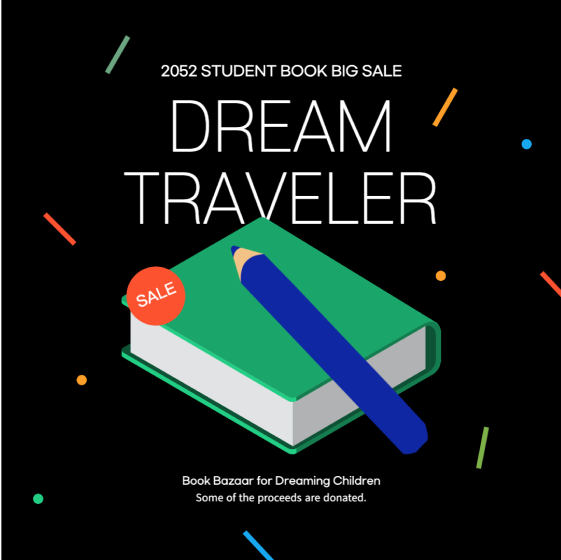 2052 STUDENT BOOK BIG SALE
DREAM
TRAVELER
SALE
Book Bazaar for Dreaming Children
Some of the proceeds are donated.